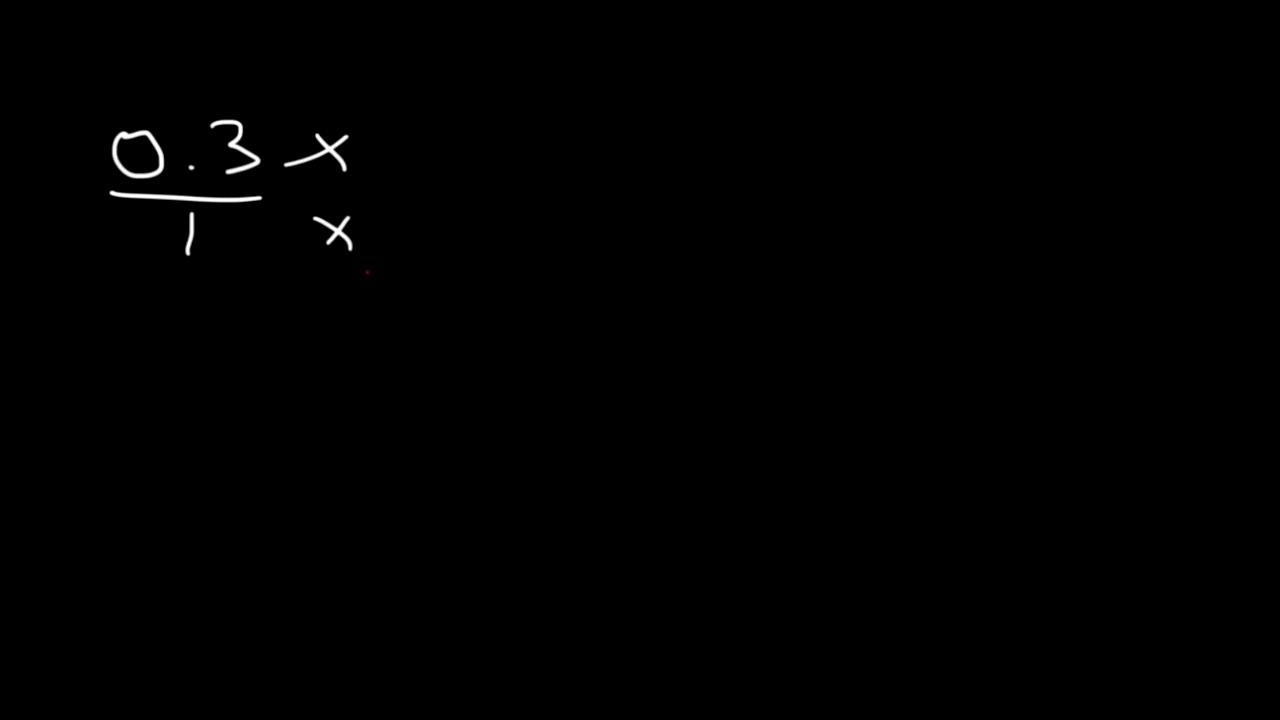 0.3 ×
1 ×